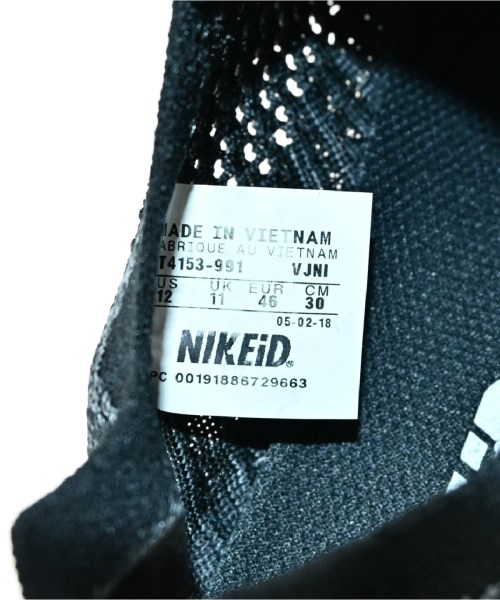 MADE IN VIETNAM
FABRIQUE AU VIETNAM
T4153-991 VJNI
US UK EUR CM
12 11 46 30
05-02-18
NIKEiD®
PC 00191886729663